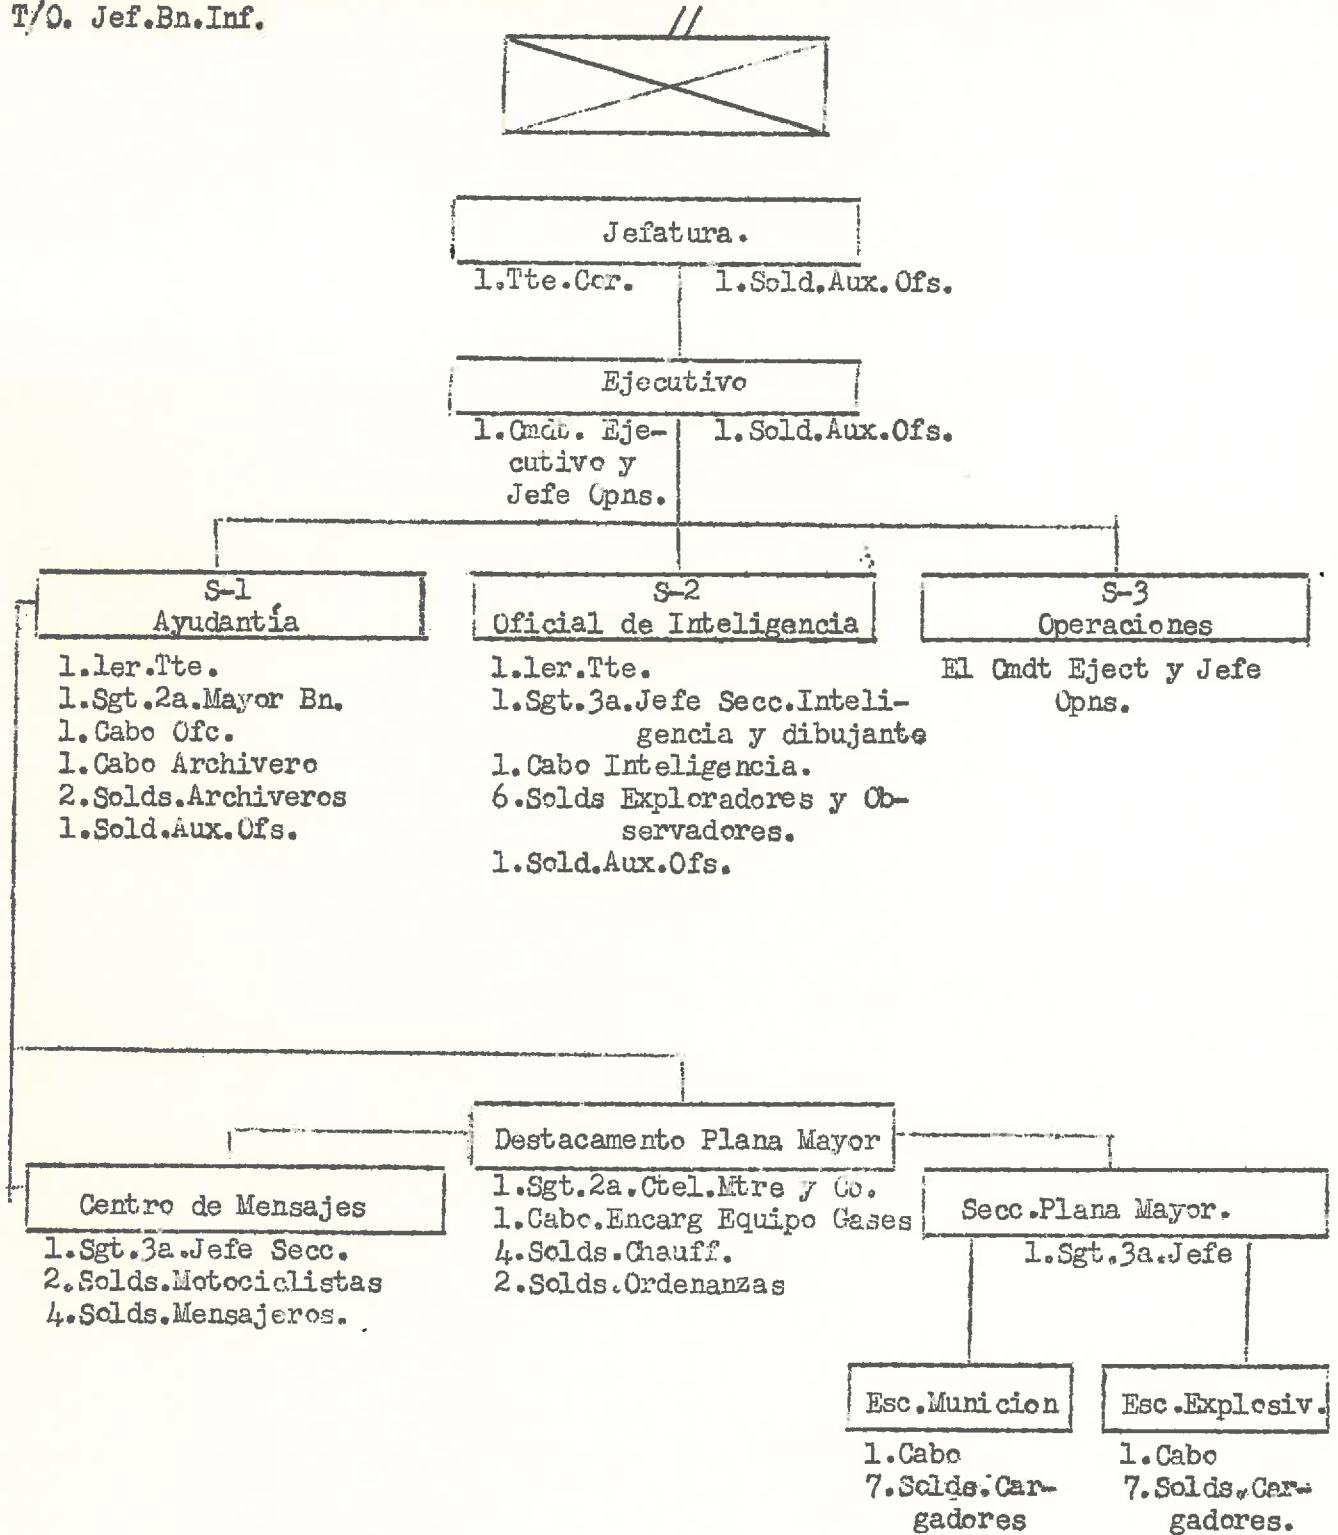 T/O. Jef.Bn.Inf.
Jefatura.
1.Tte.Cor.
1.Sold.Aux.Ofs.
Ejecutivo
1.Cmdt. Eje-
cutivo y
Jefe Opns.
1.Sold.Aux.Ofs.
S-1
Ayudantía
1.1er.Tte.
1.Sgt.2a.Mayor Bn.
1.Cabo Ofc.
1.Cabo Archivero
2.Solds.Archiveros
1.Sold.Aux.Ofs.
S-2
Oficial de Inteligencia
1.1er.Tte.
1.Sgt.3a.Jefe Secc.Inteli-
gencia y dibujante
1.Cabo Inteligencia.
6.Solds Exploradores y Ob-
servadores.
1.Sold.Aux.Ofs.
S-3
Operaciones
El Cmdt Eject y Jefe
Opns.
Destacamento Plana Mayor
1.Sgt.2a.Ctel.Mtre y Co.
1.Cabo.Encarg Equipo Gases
4.Solds.Chauff.
2.Solds.Ordenanzas
Centro de Mensajes
1.Sgt.3a.Jefe Secc.
2.Solds.Motociclistas
4.Solds.Mensajeros.
Secc.Plana Mayor.
1.Sgt.3a.Jefe
Esc.Municion
1.Cabo
7.Solds.Car-
gadores
Esc.Explosiv.
1.Cabo
7.Solds.Car-
gadores.